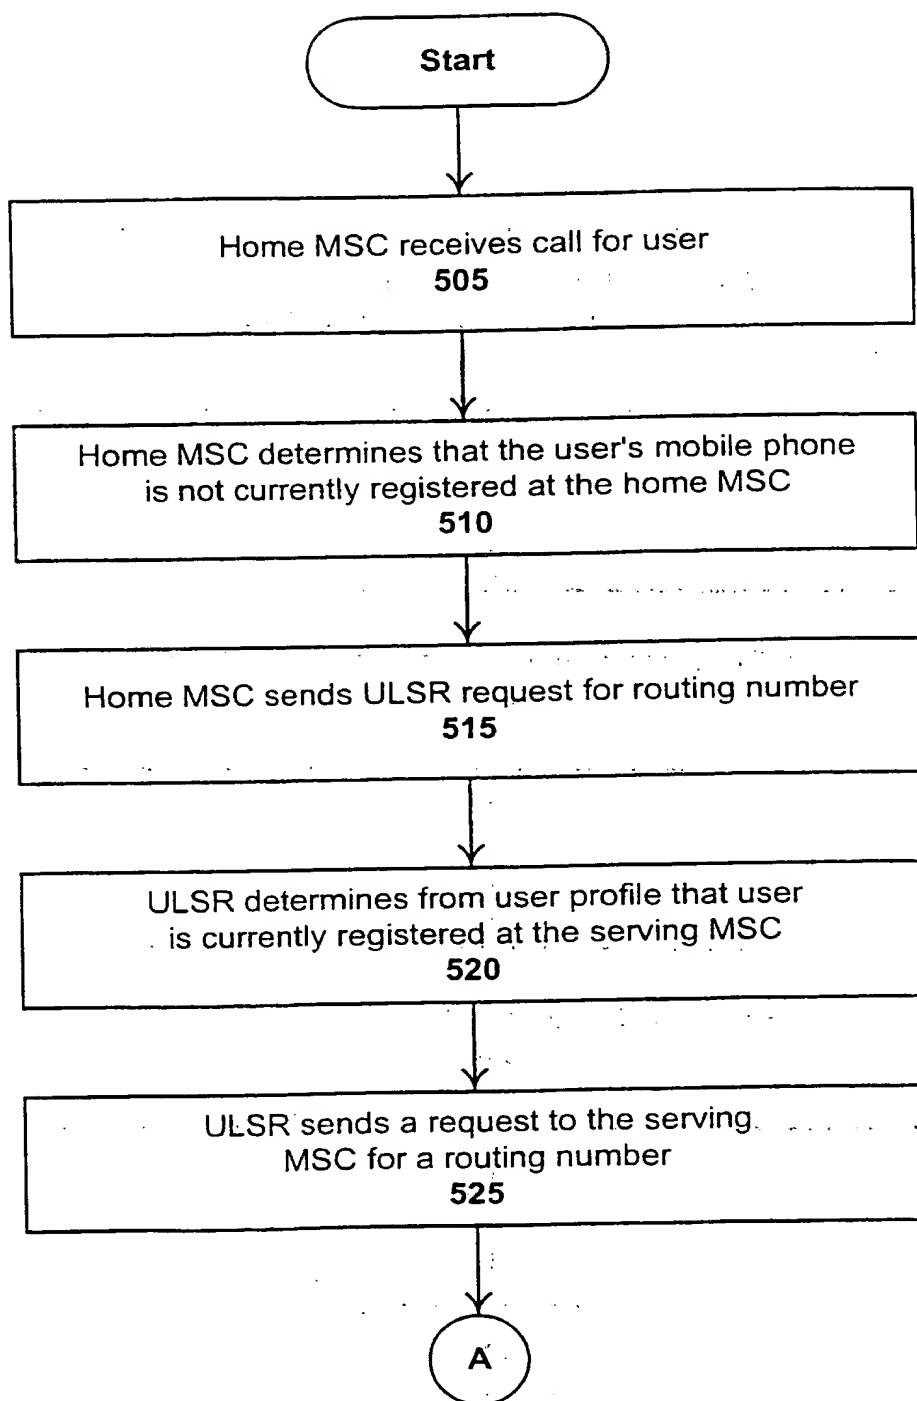 Start
Home MSC receives call for user
505
Home MSC determines that the user's mobile phone
is not currently registered at the home MSC
510
Home MSC sends ULSR request for routing number
515
ULSR determines from user profile that user
is currently registered at the serving MSC
520
ULSR sends a request to the serving
MSC for a routing number
525
A